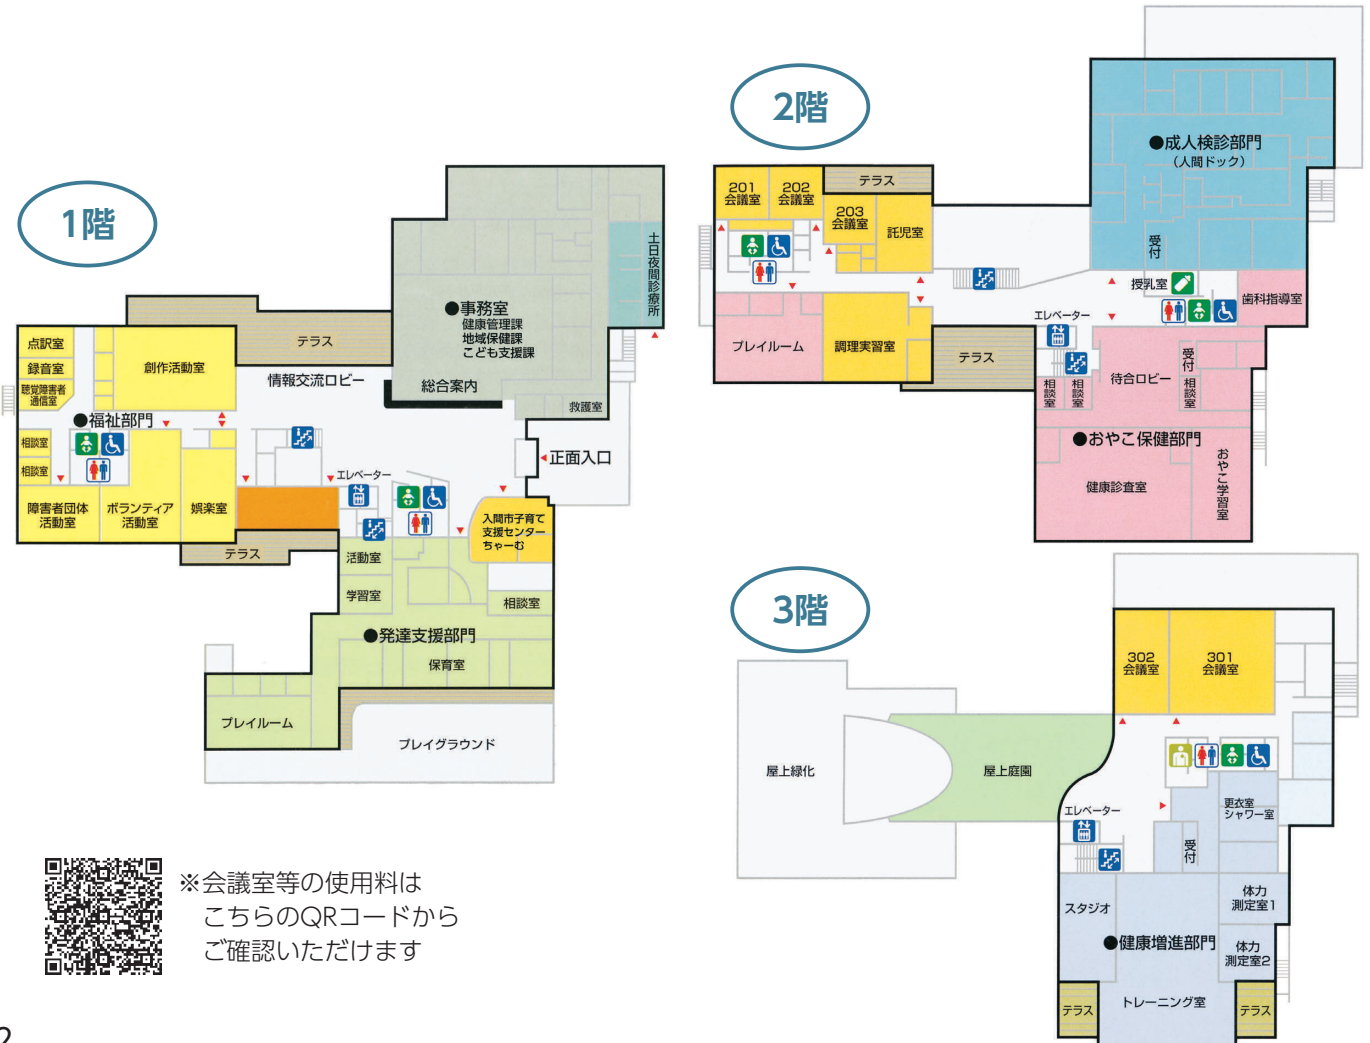 1階
土日夜間診療所
●事務室
健康管理課
地域保健課
こども支援課
テラス
点訳室
録音室
聴覚障害者
通信室
創作活動室
情報交流ロビー
総合案内
救護室
●福祉部門
相談室
相談室
正面入口
エレベーター
障害者団体
活動室
ボランティア
活動室
娯楽室
入間市子育て
支援センター
ちゃーむ
テラス
活動室
学習室
相談室
●発達支援部門
保育室
プレイルーム
プレイグラウンド
2階
●成人検診部門
（人間ドック）
テラス
201
会議室
202
会議室
203
会議室
託児室
受付
授乳室
歯科指導室
エレベーター
プレイルーム
調理実習室
テラス
相談室
相談室
待合ロビー
受付
相談室
●おやこ保健部門
健康診査室
おやこ学習室
3階
302
会議室
301
会議室
屋上緑化
屋上庭園
エレベーター
更衣室
シャワー室
受付
スタジオ
体力
測定室1
●健康増進部門
体力
測定室2
トレーニング室
テラス
テラス
※会議室等の使用料は
こちらのQRコードから
ご確認いただけます
2